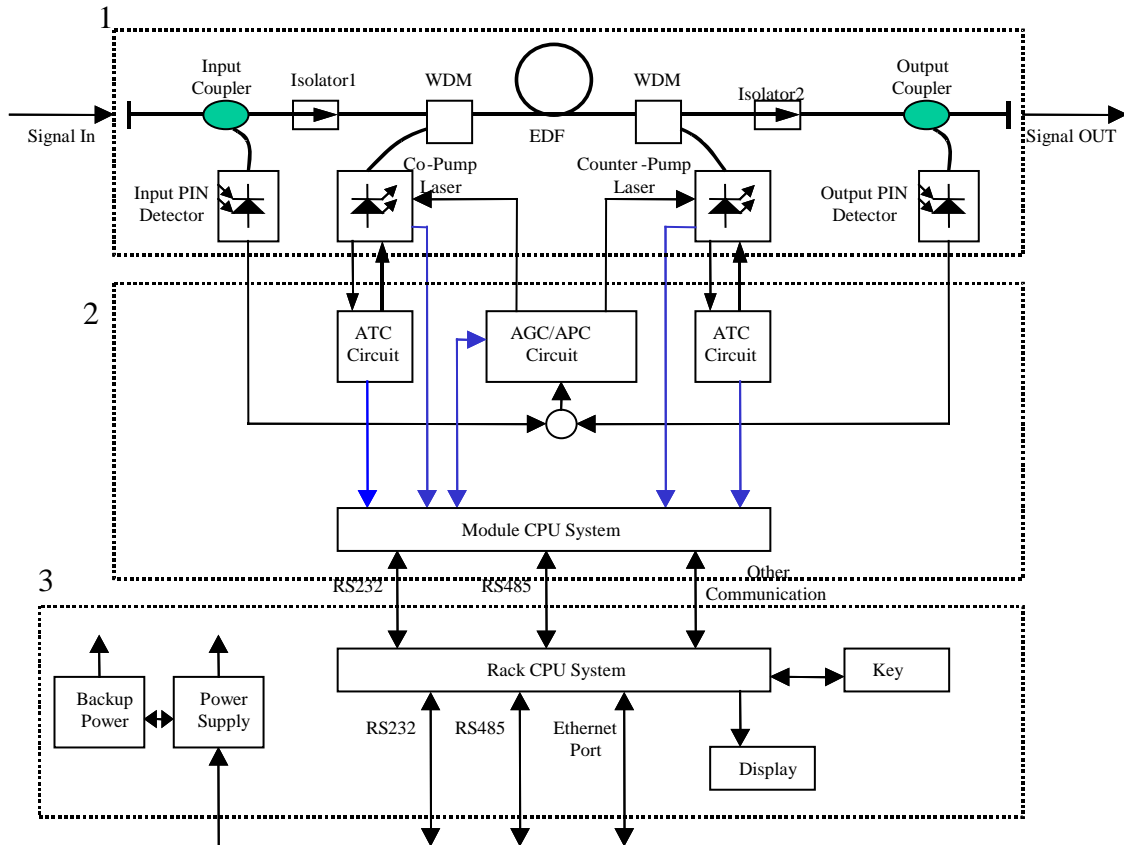 1
Input
Coupler
Isolator1
WDM
EDF
WDM
Isolator2
Output
Coupler
Signal In
Signal OUT
Input PIN
Detector
Co-Pump
Laser
Counter -Pump
Laser
Output PIN
Detector
2
ATC
Circuit
AGC/APC
Circuit
ATC
Circuit
Module CPU System
3
RS232
RS485
Other
Communication
Rack CPU System
Key
Backup
Power
Power
Supply
RS232
RS485
Ethernet
Port
Display